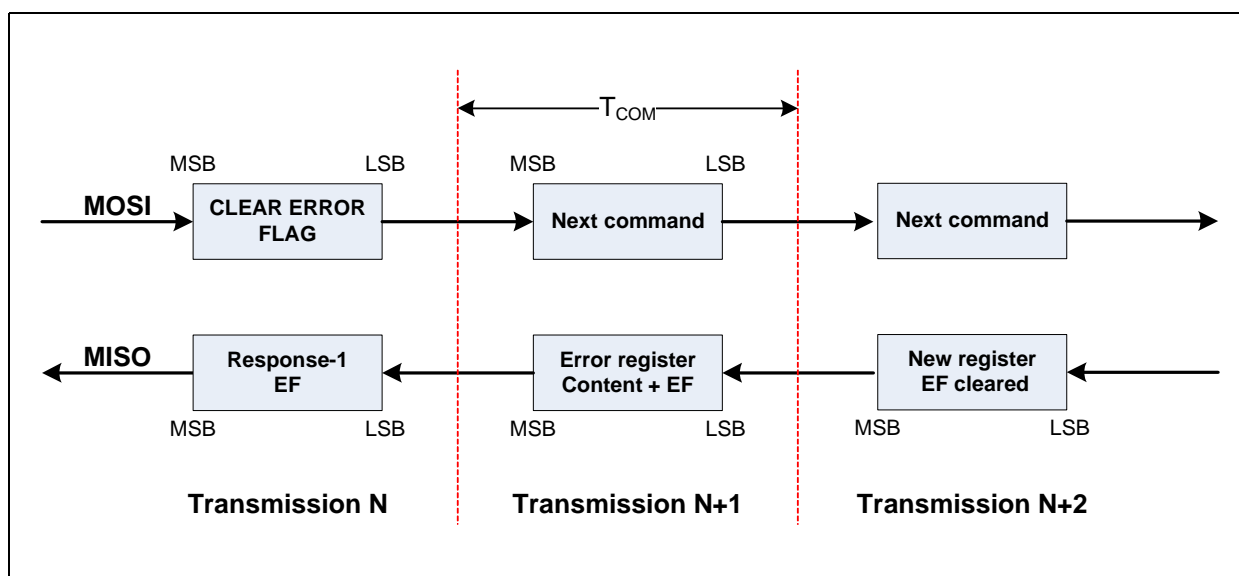 T_COM
MSB LSB MSB LSB
MOSI
CLEAR ERROR
FLAG
Next command
Next command
MISO
Response-1
EF
Error register
Content + EF
New register
EF cleared
MSB LSB MSB LSB MSB LSB
Transmission N Transmission N+1 Transmission N+2